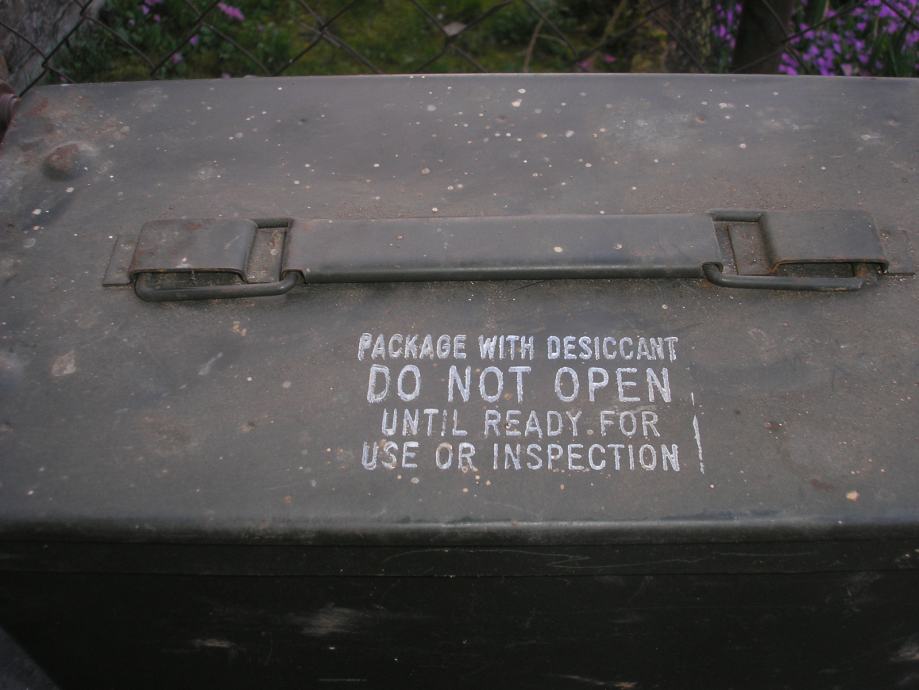 PACKAGE WITH DESICCANT
DO NOT OPEN
UNTIL READY FOR
USE OR INSPECTION